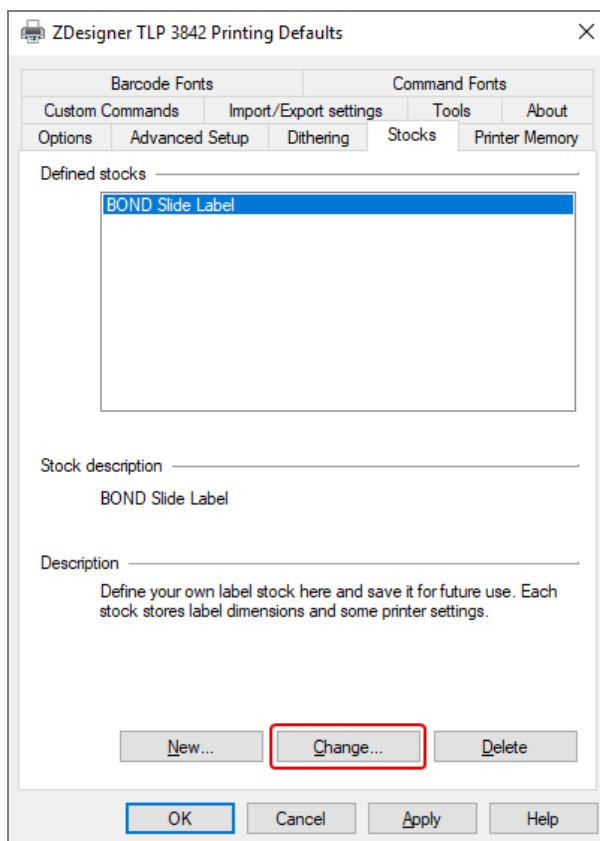 ZDesigner TLP 3842 Printing Defaults
Barcode Fonts Command Fonts
Custom Commands Import/Export settings Tools About
Options Advanced Setup Dithering Stocks Printer Memory
Defined stocks
BOND Slide Label
Stock description
BOND Slide Label
Description
Define your own label stock here and save it for future use. Each
stock stores label dimensions and some printer settings.
New... Change... Delete
OK Cancel Apply Help